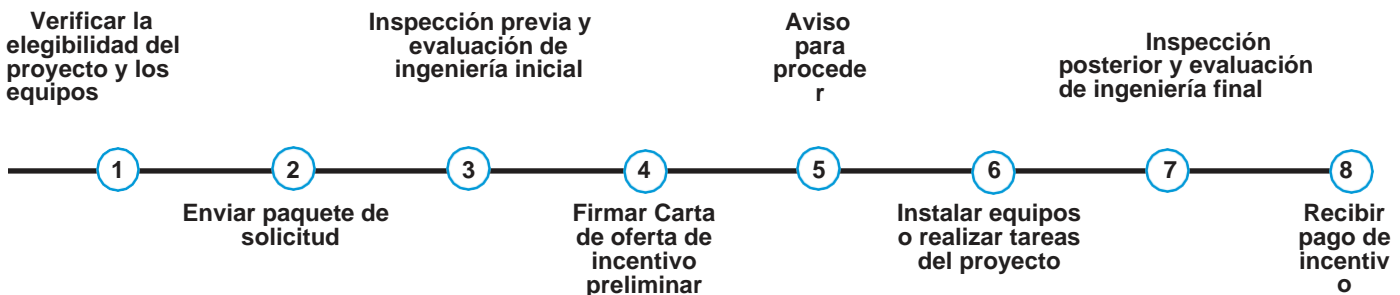 Verificar la
elegibilidad del
proyecto y los
equipos
Inspección previa y
evaluación de
ingeniería inicial
Aviso
para
procede
r
Inspección
posterior y evaluación
de ingeniería final
1
2
3
4
5
6
7
8
Enviar paquete de
solicitud
Firmar Carta
de oferta de
incentivo
preliminar
Instalar equipos
o realizar tareas
del proyecto
Recibir
pago de
incentiv
o